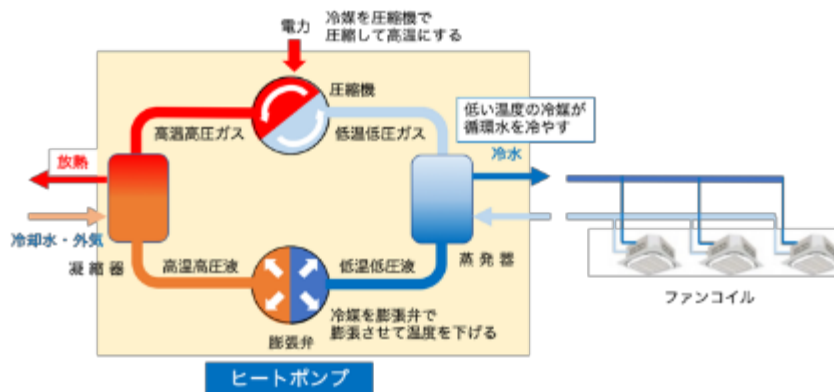 電力
冷媒を圧縮機で
圧縮して高温にする
圧縮機
高温高圧ガス
低温低圧ガス
低い温度の冷媒が
循環水を冷やす
放熱
冷水
冷却水・外気
凝縮器
高温高圧液
低温低圧液
蒸発器
ファンコイル
冷媒を膨張弁で
膨張させて温度を下げる
膨張弁
ヒートポンプ